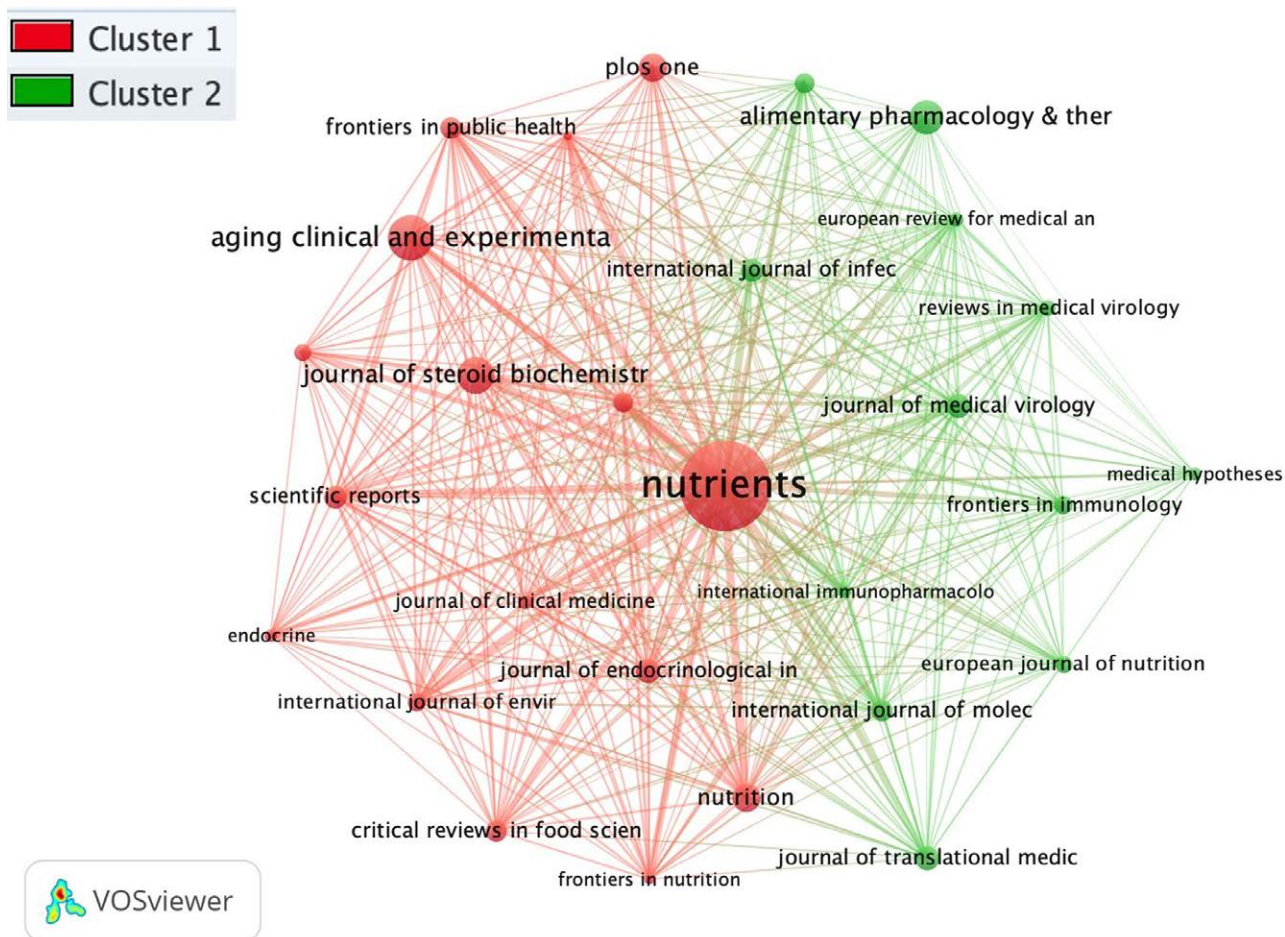 Cluster 1
Cluster 2
plos one
alimentary pharmacology & ther
frontiers in public health
european review for medical an
aging clinical and experimenta
international journal of infec
reviews in medical virology
journal of steroid biochemistr
journal of medical virology
medical hypotheses
nutrients
scientific reports
frontiers in immunology
international immunopharmacolo
journal of clinical medicine
endocrine
european journal of nutrition
journal of endocrinological in
international journal of envir
international journal of molec
nutrition
critical reviews in food scien
journal of translational medic
frontiers in nutrition
VOSviewer